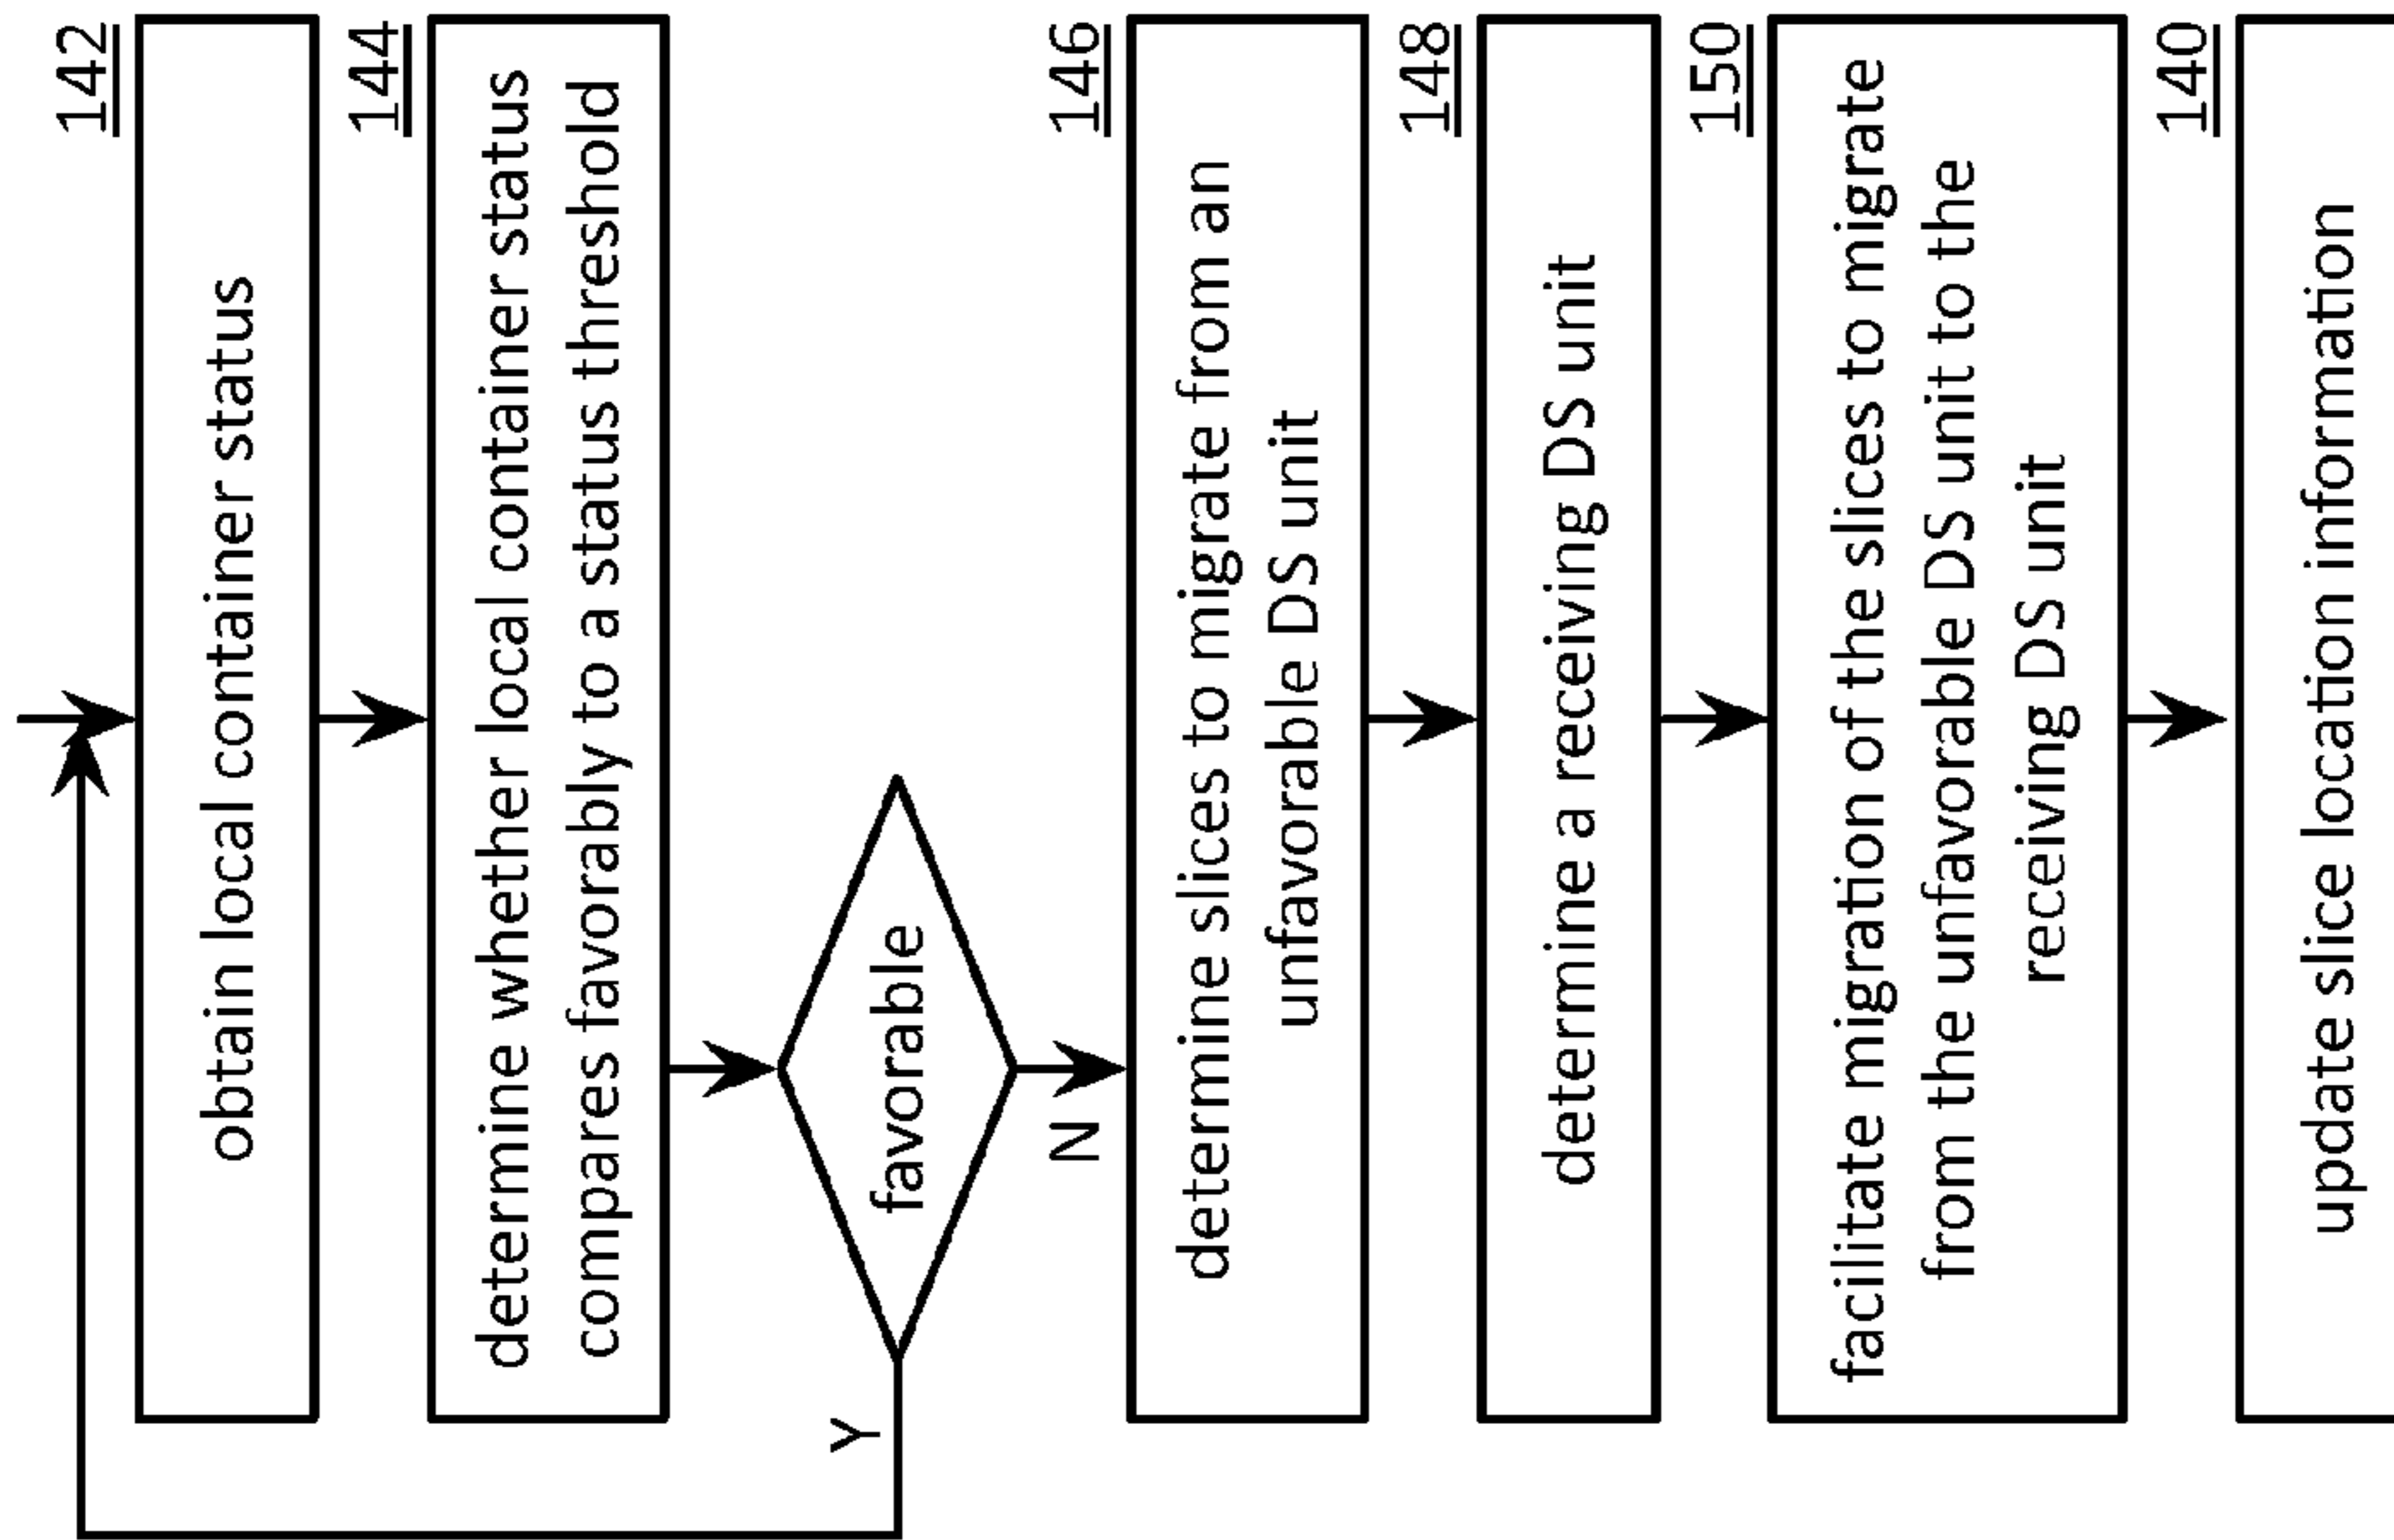 142
obtain local container status
144
determine whether local container status
compares favorably to a status threshold
favorable
Y
N
146
determine slices to migrate from an
unfavorable DS unit
148
determine a receiving DS unit
150
facilitate migration of the slices to migrate
from the unfavorable DS unit to the
receiving DS unit
140
update slice location information